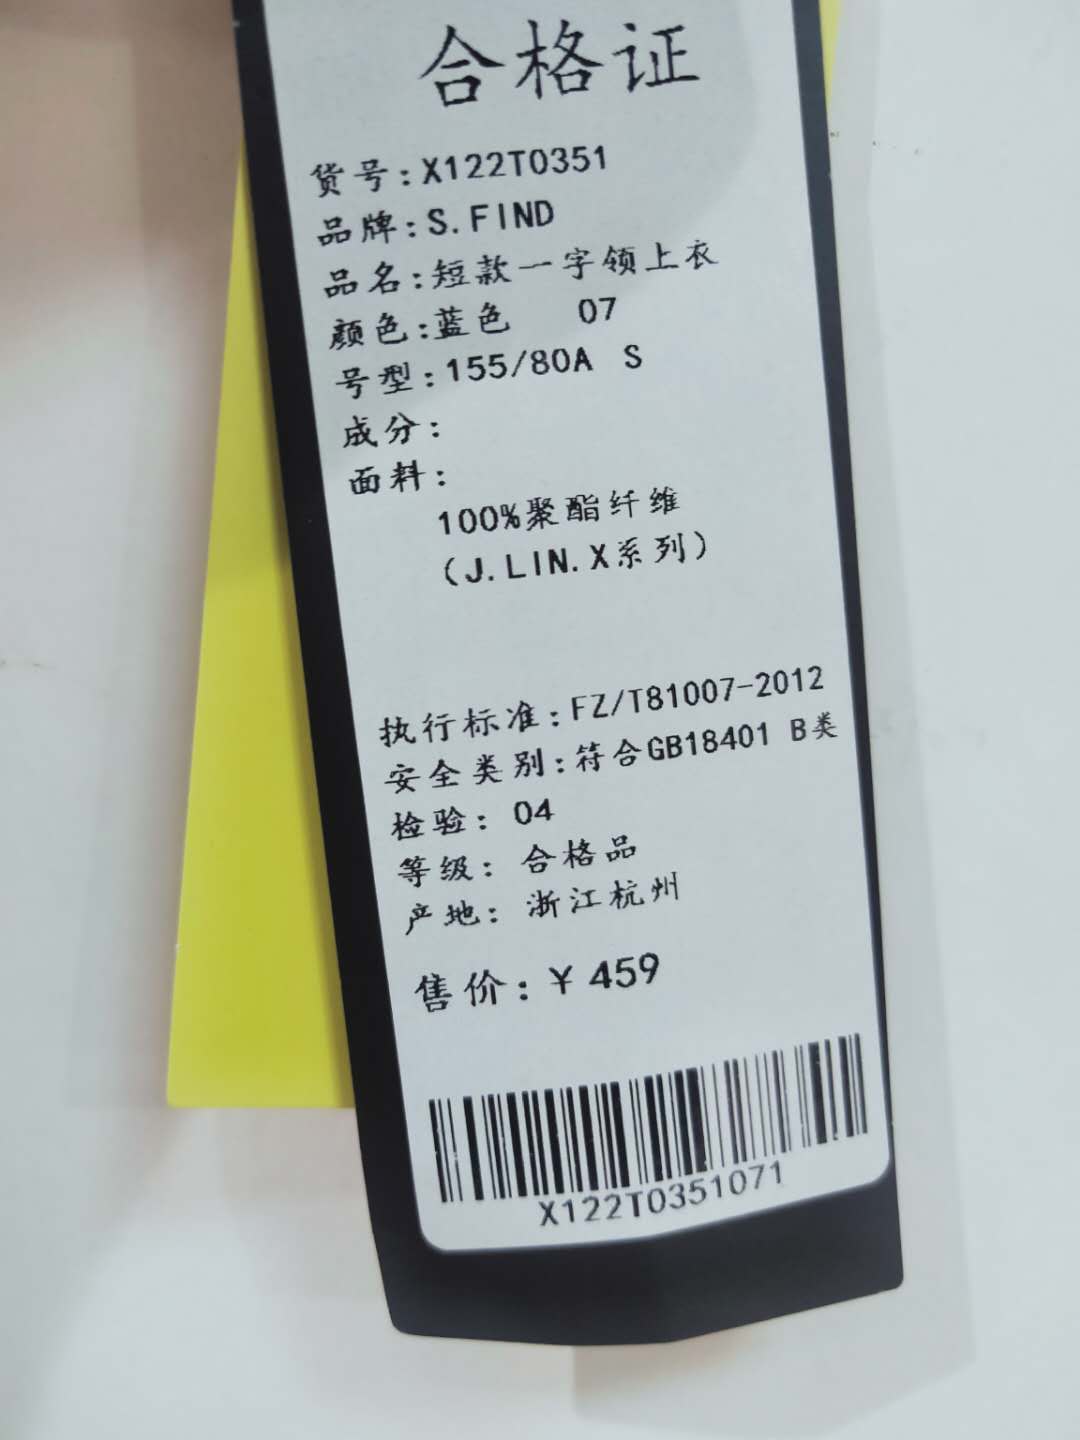 合格证
货号:X122T0351
品牌:S.FIND
品名:短款一字领上衣
颜色:蓝色 07
号型:155/80A S
成分:
面料:
100%聚酯纤维
(J.LIN.X系列)
执行标准:FZ/T81007-2012
安全类别:符合GB18401 B类
检验: 04
等级: 合格品
产地: 浙江杭州
售价:¥459
X122T0351071